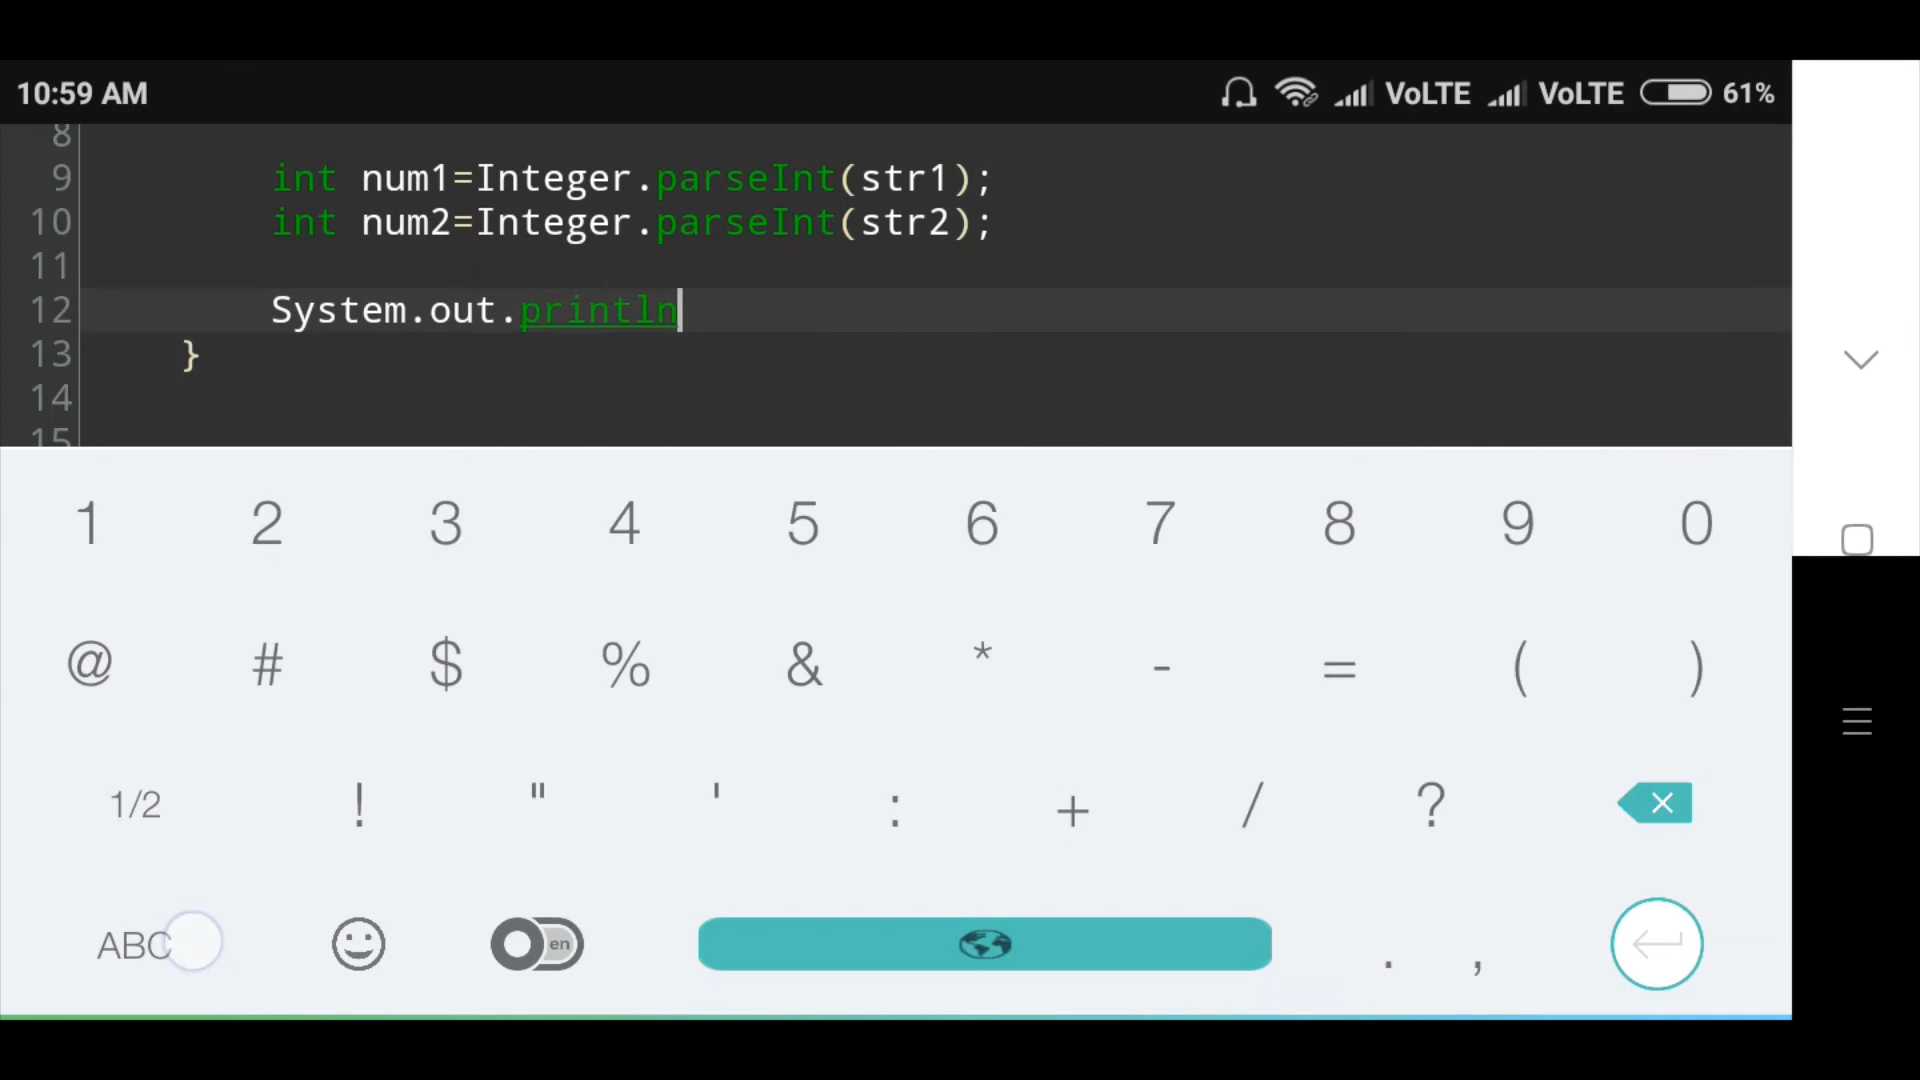 10:59 AM VoLTE VoLTE 61%
8
9 int num1=Integer.parseInt(str1);
10 int num2=Integer.parseInt(str2);
11
12 System.out.println
13 }
14
15
1 2 3 4 5 6 7 8 9 0
@ # $ % & * - = ( )
1/2 ! " ' : + / ?
ABC en . ,